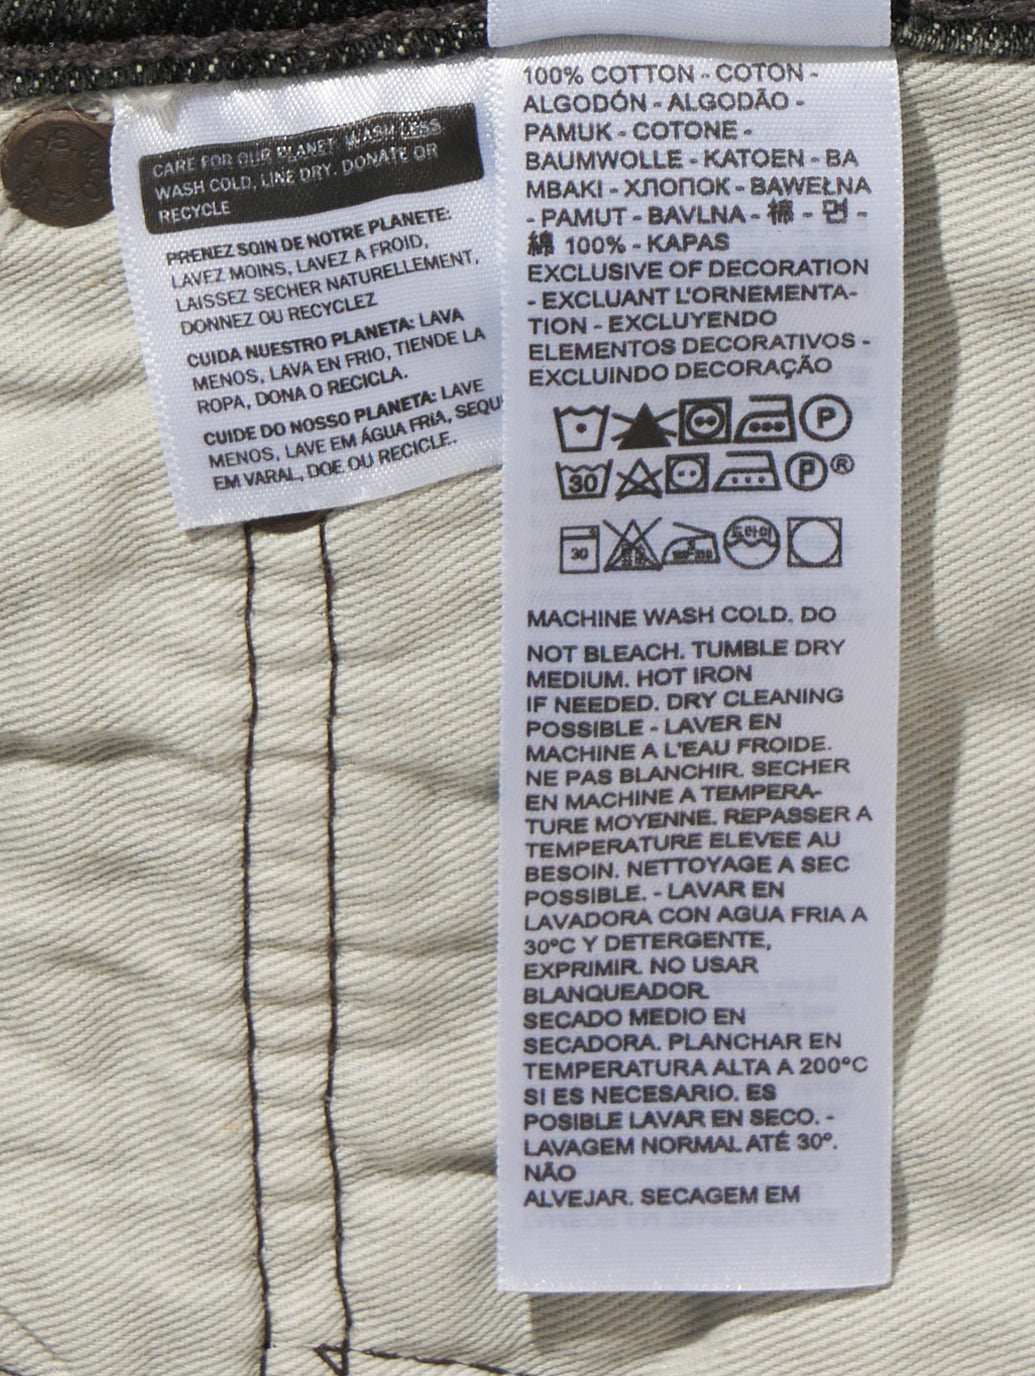 CARE FOR OUR PLANET: WASH LESS
WASH COLD, LINE DRY, DONATE OR
RECYCLE
PRENEZ SOIN DE NOTRE PLANETE:
LAVEZ MOINS, LAVEZ A FROID,
LAISSEZ SECHER NATURELLEMENT,
DONNEZ OU RECYCLEZ
CUIDA NUESTRO PLANETA: LAVA
MENOS, LAVA EN FRIO, TIENDE LA
ROPA, DONA O RECICLA.
CUIDE DO NOSSO PLANETA: LAVE
MENOS, LAVE EM ÁGUA FRIA, SEQU
EM VARAL, DOE OU RECICLE.
100% COTTON - COTON -
ALGODÓN - ALGODÃO -
PAMUK - COTONE -
BAUMWOLLE - KATOEN - BA
MBAKI - ХЛОПОК - BAWEŁNA
- PAMUT - BAVLNA - 棉 - 면 -
綿 100% - KAPAS
EXCLUSIVE OF DECORATION
- EXCLUANT L'ORNEMENTA-
TION - EXCLUYENDO
ELEMENTOS DECORATIVOS -
EXCLUINDO DECORAÇÃO
P
30 P ®
30 드라이
MACHINE WASH COLD. DO
NOT BLEACH. TUMBLE DRY
MEDIUM. HOT IRON
IF NEEDED. DRY CLEANING
POSSIBLE - LAVER EN
MACHINE A L'EAU FROIDE.
NE PAS BLANCHIR. SECHER
EN MACHINE A TEMPERA-
TURE MOYENNE. REPASSER A
TEMPERATURE ELEVEE AU
BESOIN. NETTOYAGE A SEC
POSSIBLE. - LAVAR EN
LAVADORA CON AGUA FRIA A
30ºC Y DETERGENTE,
EXPRIMIR. NO USAR
BLANQUEADOR.
SECADO MEDIO EN
SECADORA. PLANCHAR EN
TEMPERATURA ALTA A 200ºC
SI ES NECESARIO. ES
POSIBLE LAVAR EN SECO. -
LAVAGEM NORMAL ATÉ 30º.
NÃO
ALVEJAR. SECAGEM EM